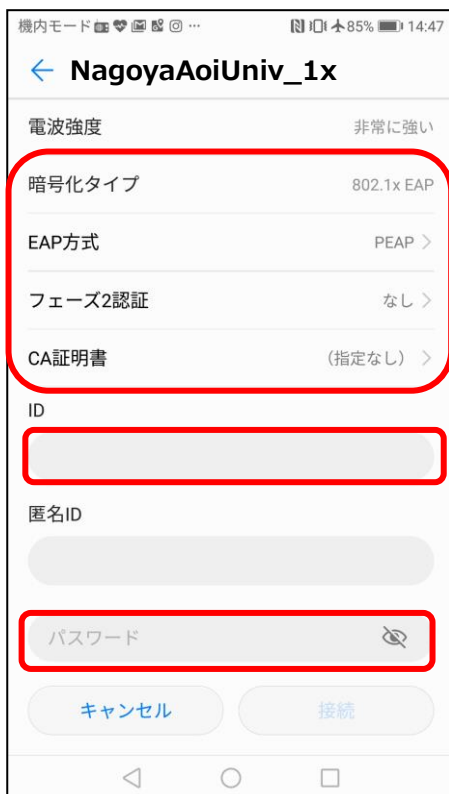 機内モード … 85% 14:47
← NagoyaAoiUniv_1x
電波強度 非常に強い
暗号化タイプ 802.1x EAP
EAP方式 PEAP >
フェーズ2認証 なし >
CA証明書 (指定なし) >
ID
匿名ID
パスワード
キャンセル 接続